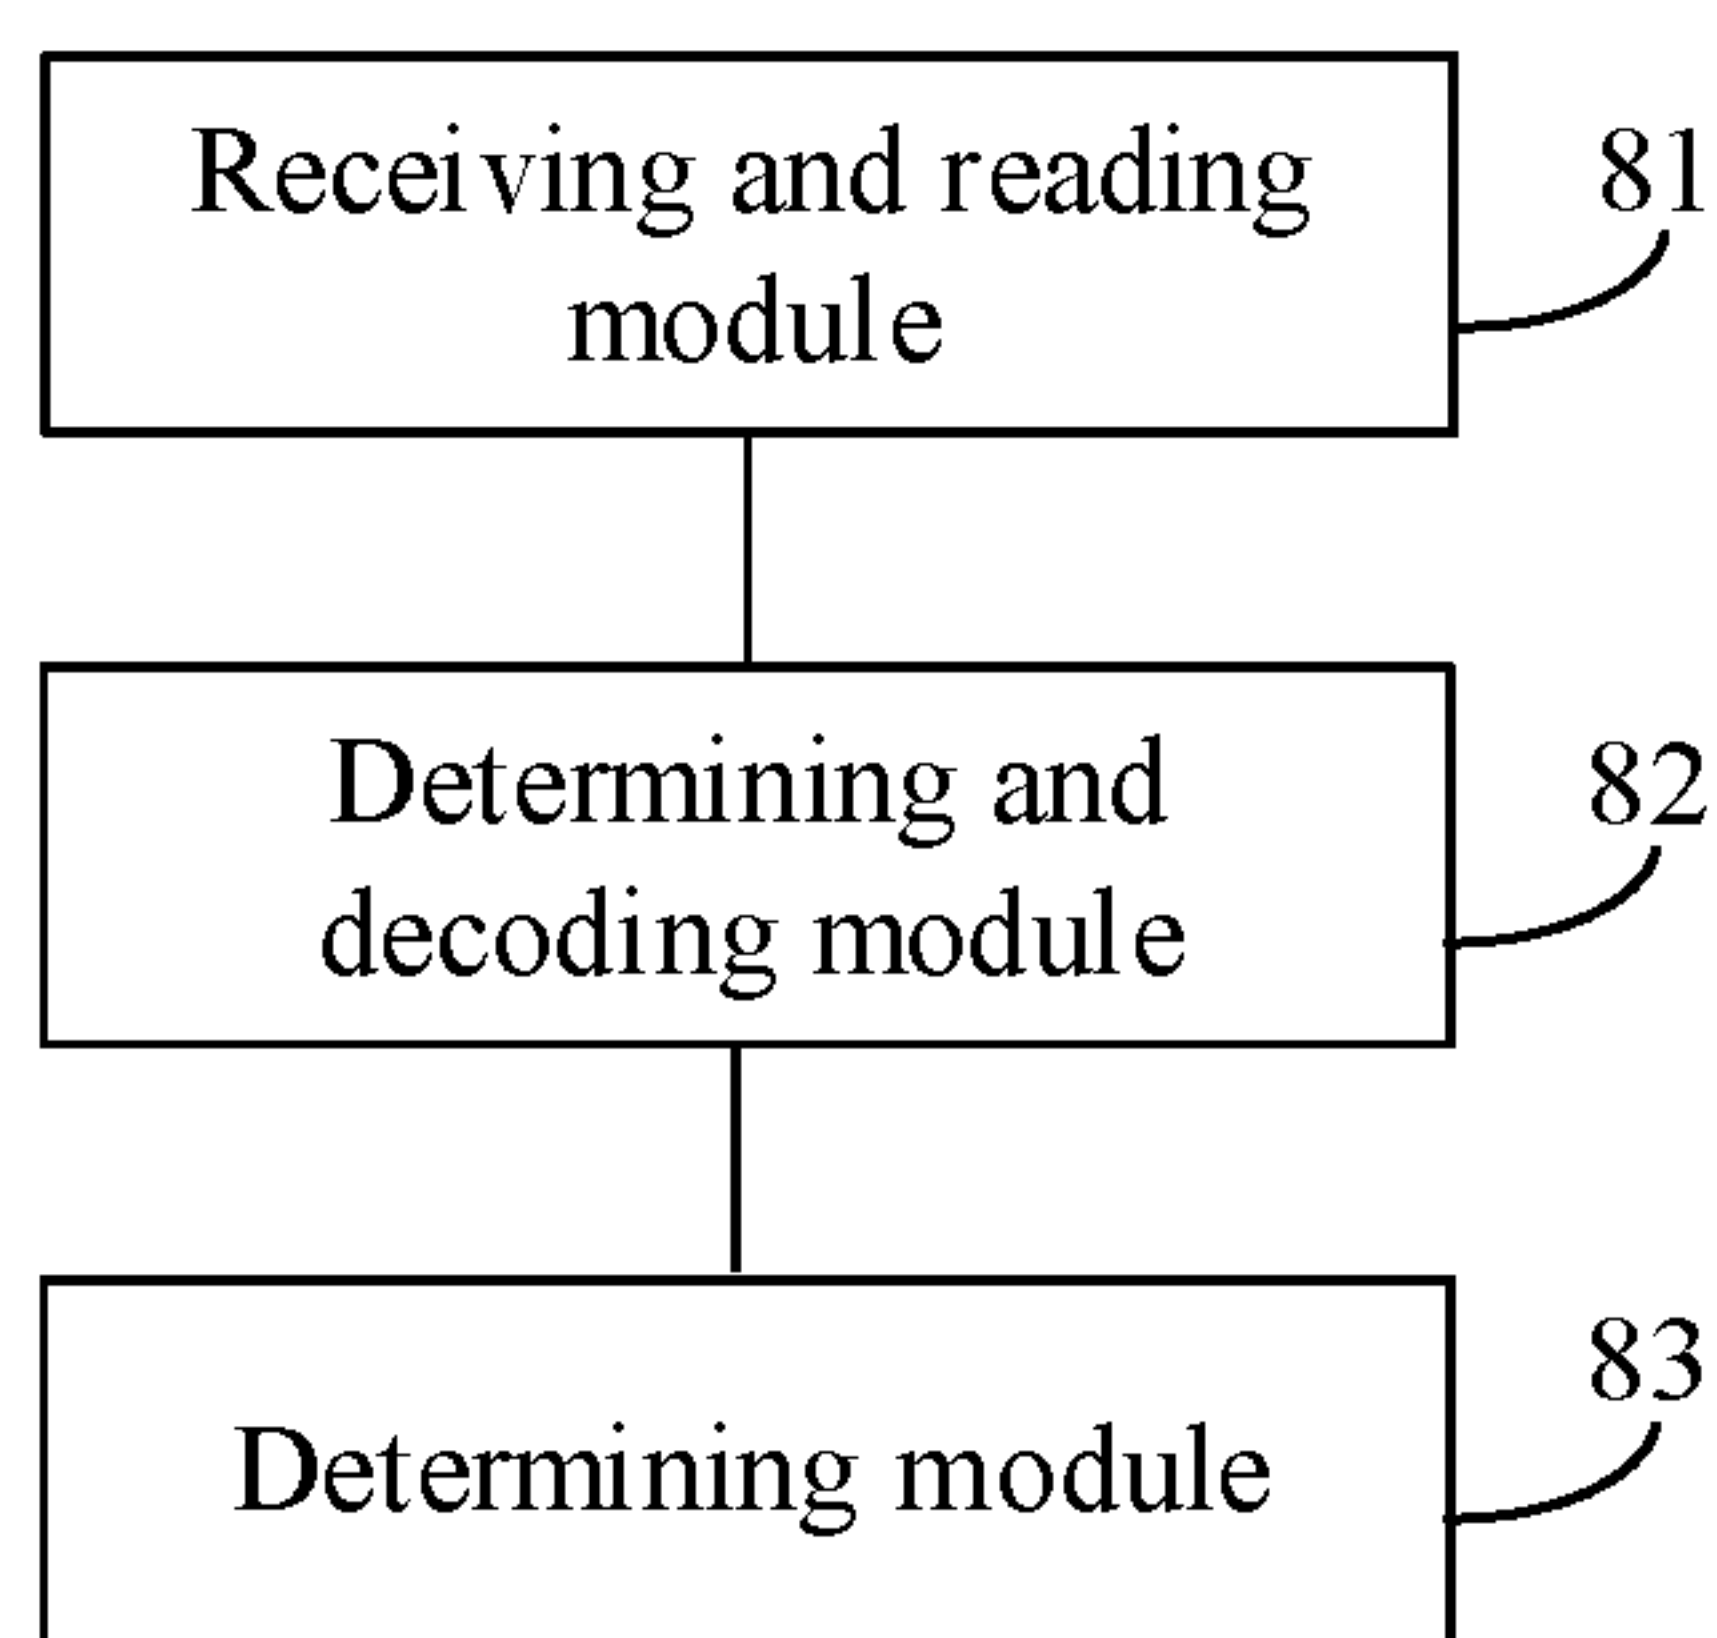 Receiving and reading
module
81
Determining and
decoding module
82
Determining module
83